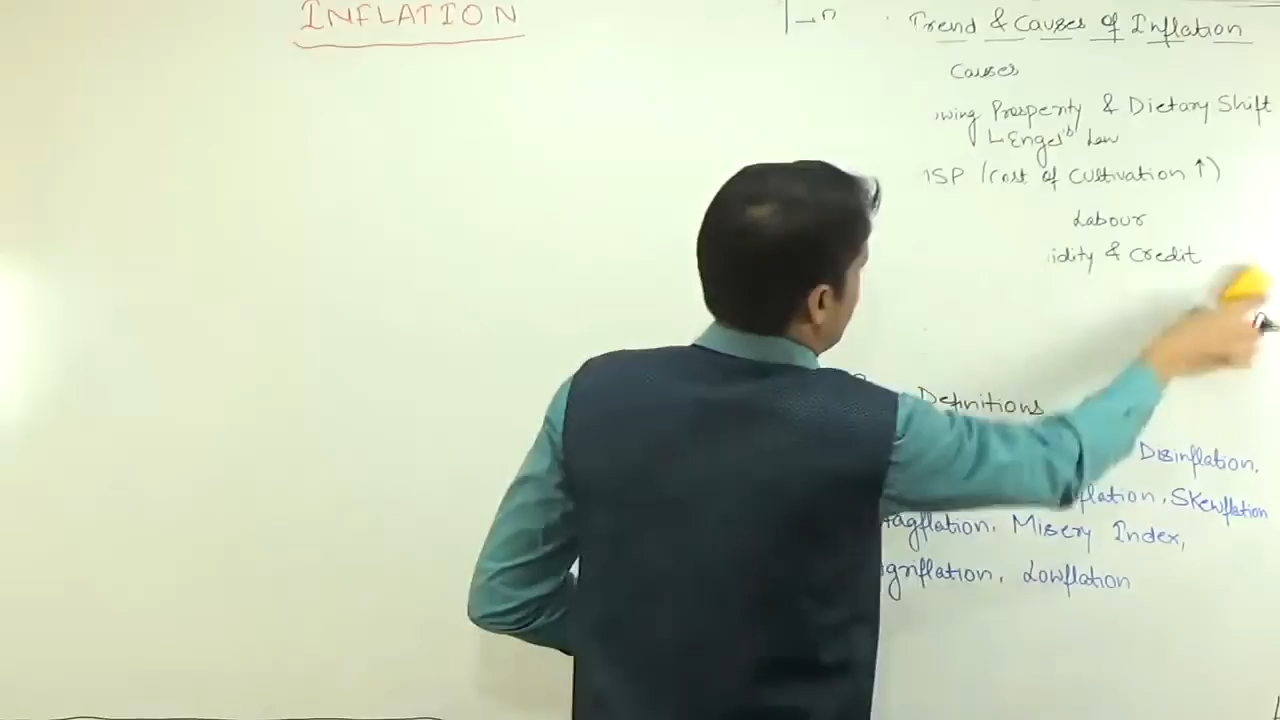 INFLATION
Trend & Causes of Inflation
Causes
wing Prosperity & Dietary Shift
Engel's Law
SP (Cost of Cultivation ↑)
Labour
idity & Credit
Definitions
Disinflation,
flation, Skewflation
agflation, Misery Index,
gnflation, Lowflation